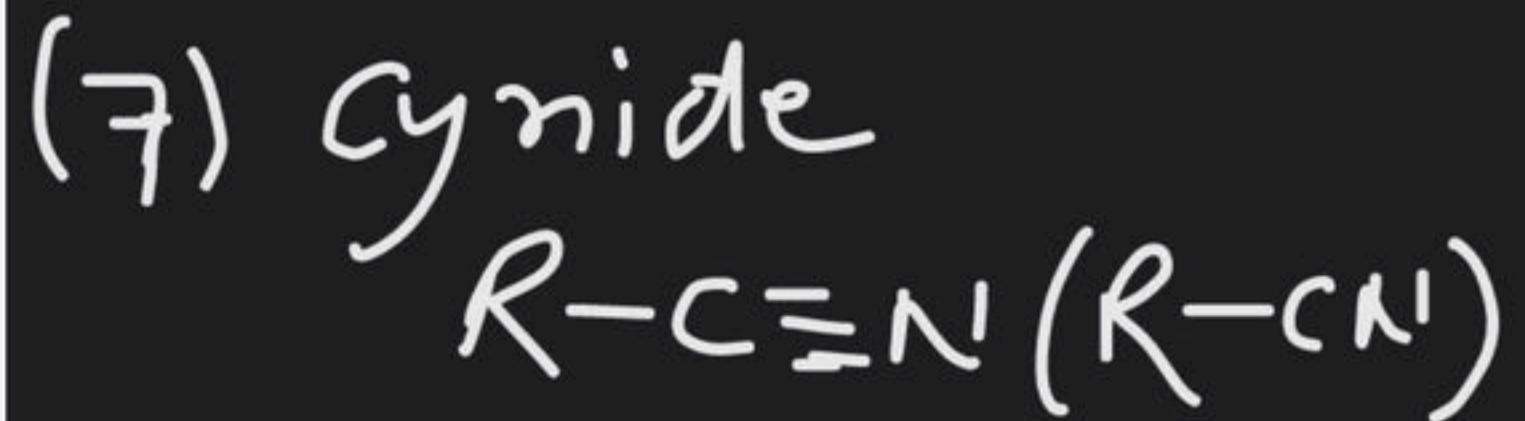 (7) cynide
R-C≡N (R-CN)